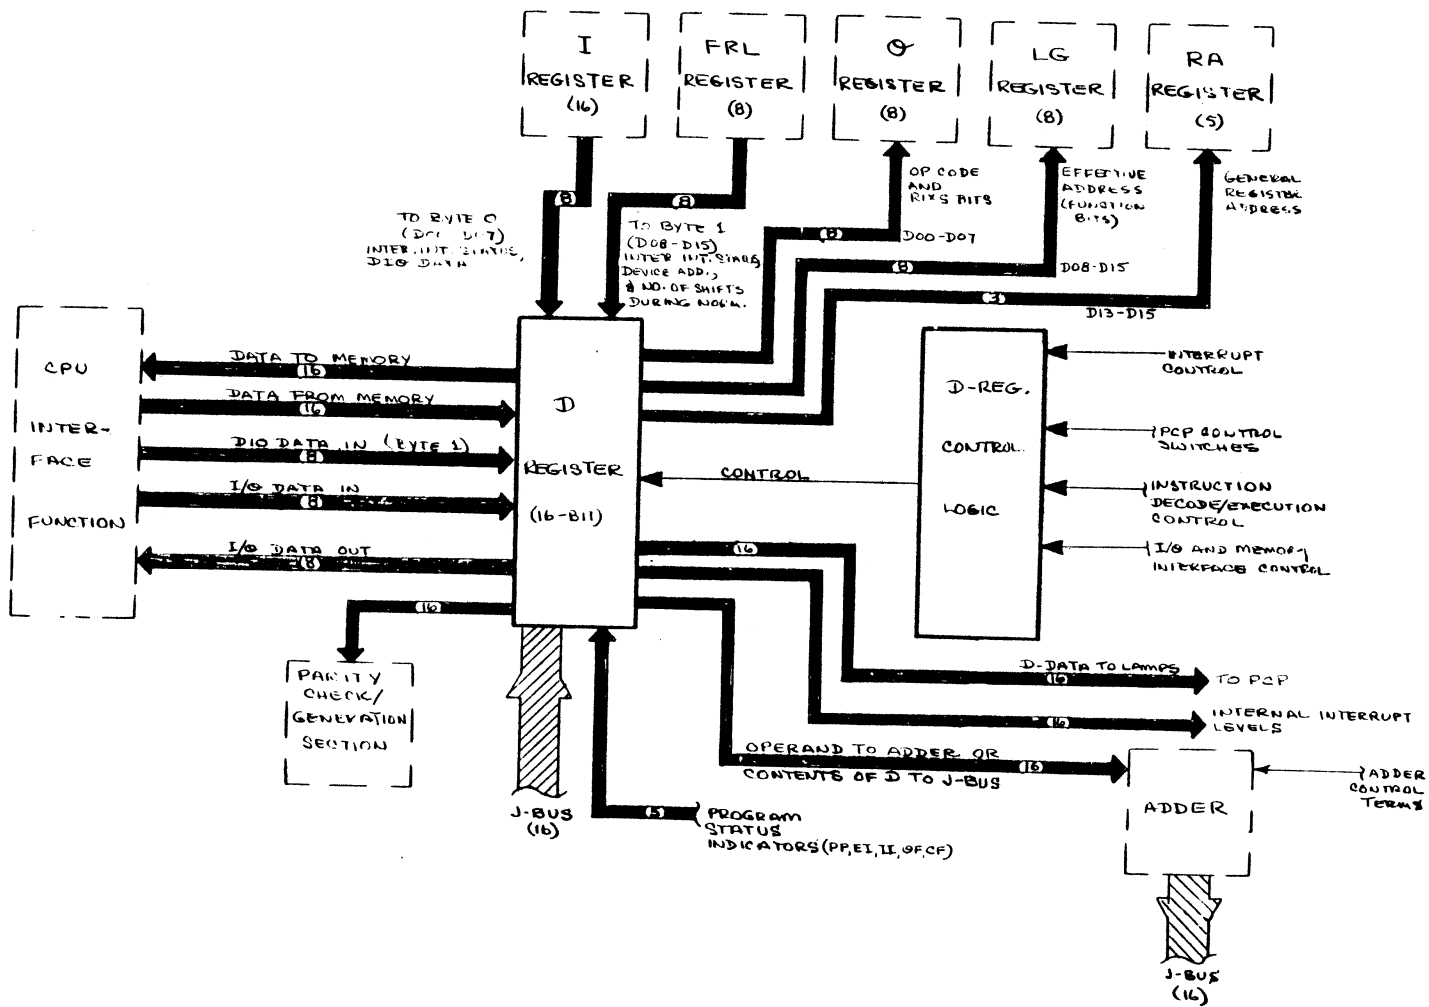 I
REGISTER
(16)
FRL
REGISTER
(8)
O
REGISTER
(8)
LG
REGISTER
(8)
RA
REGISTER
(5)
8
TO BYTE 0
INTER. INT. STATUS,
DIO DATA
8
TO BYTE 1
(D08-D15)
INTER INT. STATUS,
DEVICE ADD.,
& NO. OF SHIFTS
DURING NORM.
OP CODE
AND
RIXS BITS
8
D00-D07
EFFECTIVE
ADDRESS
(FUNCTION
BITS)
8
D08-D15
GENERAL
REGISTER
ADDRESS
3
D13-D15
CPU
INTER-
FACE
FUNCTION
DATA TO MEMORY
16
DATA FROM MEMORY
16
DIO DATA IN (BYTE 1)
8
I/O DATA IN
8
I/O DATA OUT
8
16
PARITY
CHECK/
GENERATION
SECTION
D
REGISTER
(16-BIT)
CONTROL
D-REG.
CONTROL
LOGIC
INTERRUPT
CONTROL
PCP CONTROL
SWITCHES
INSTRUCTION
DECODE/EXECUTION
CONTROL
I/O AND MEMORY
INTERFACE CONTROL
16
D-DATA TO LAMPS
16
TO PCP
16
INTERNAL INTERRUPT
LEVELS
OPERAND TO ADDER OR
16
CONTENTS OF D TO J-BUS
ADDER
ADDER
CONTROL
TERMS
J-BUS
(16)
5
PROGRAM
STATUS
INDICATORS (PP, EI, II, OF, CF)
J-BUS
(16)